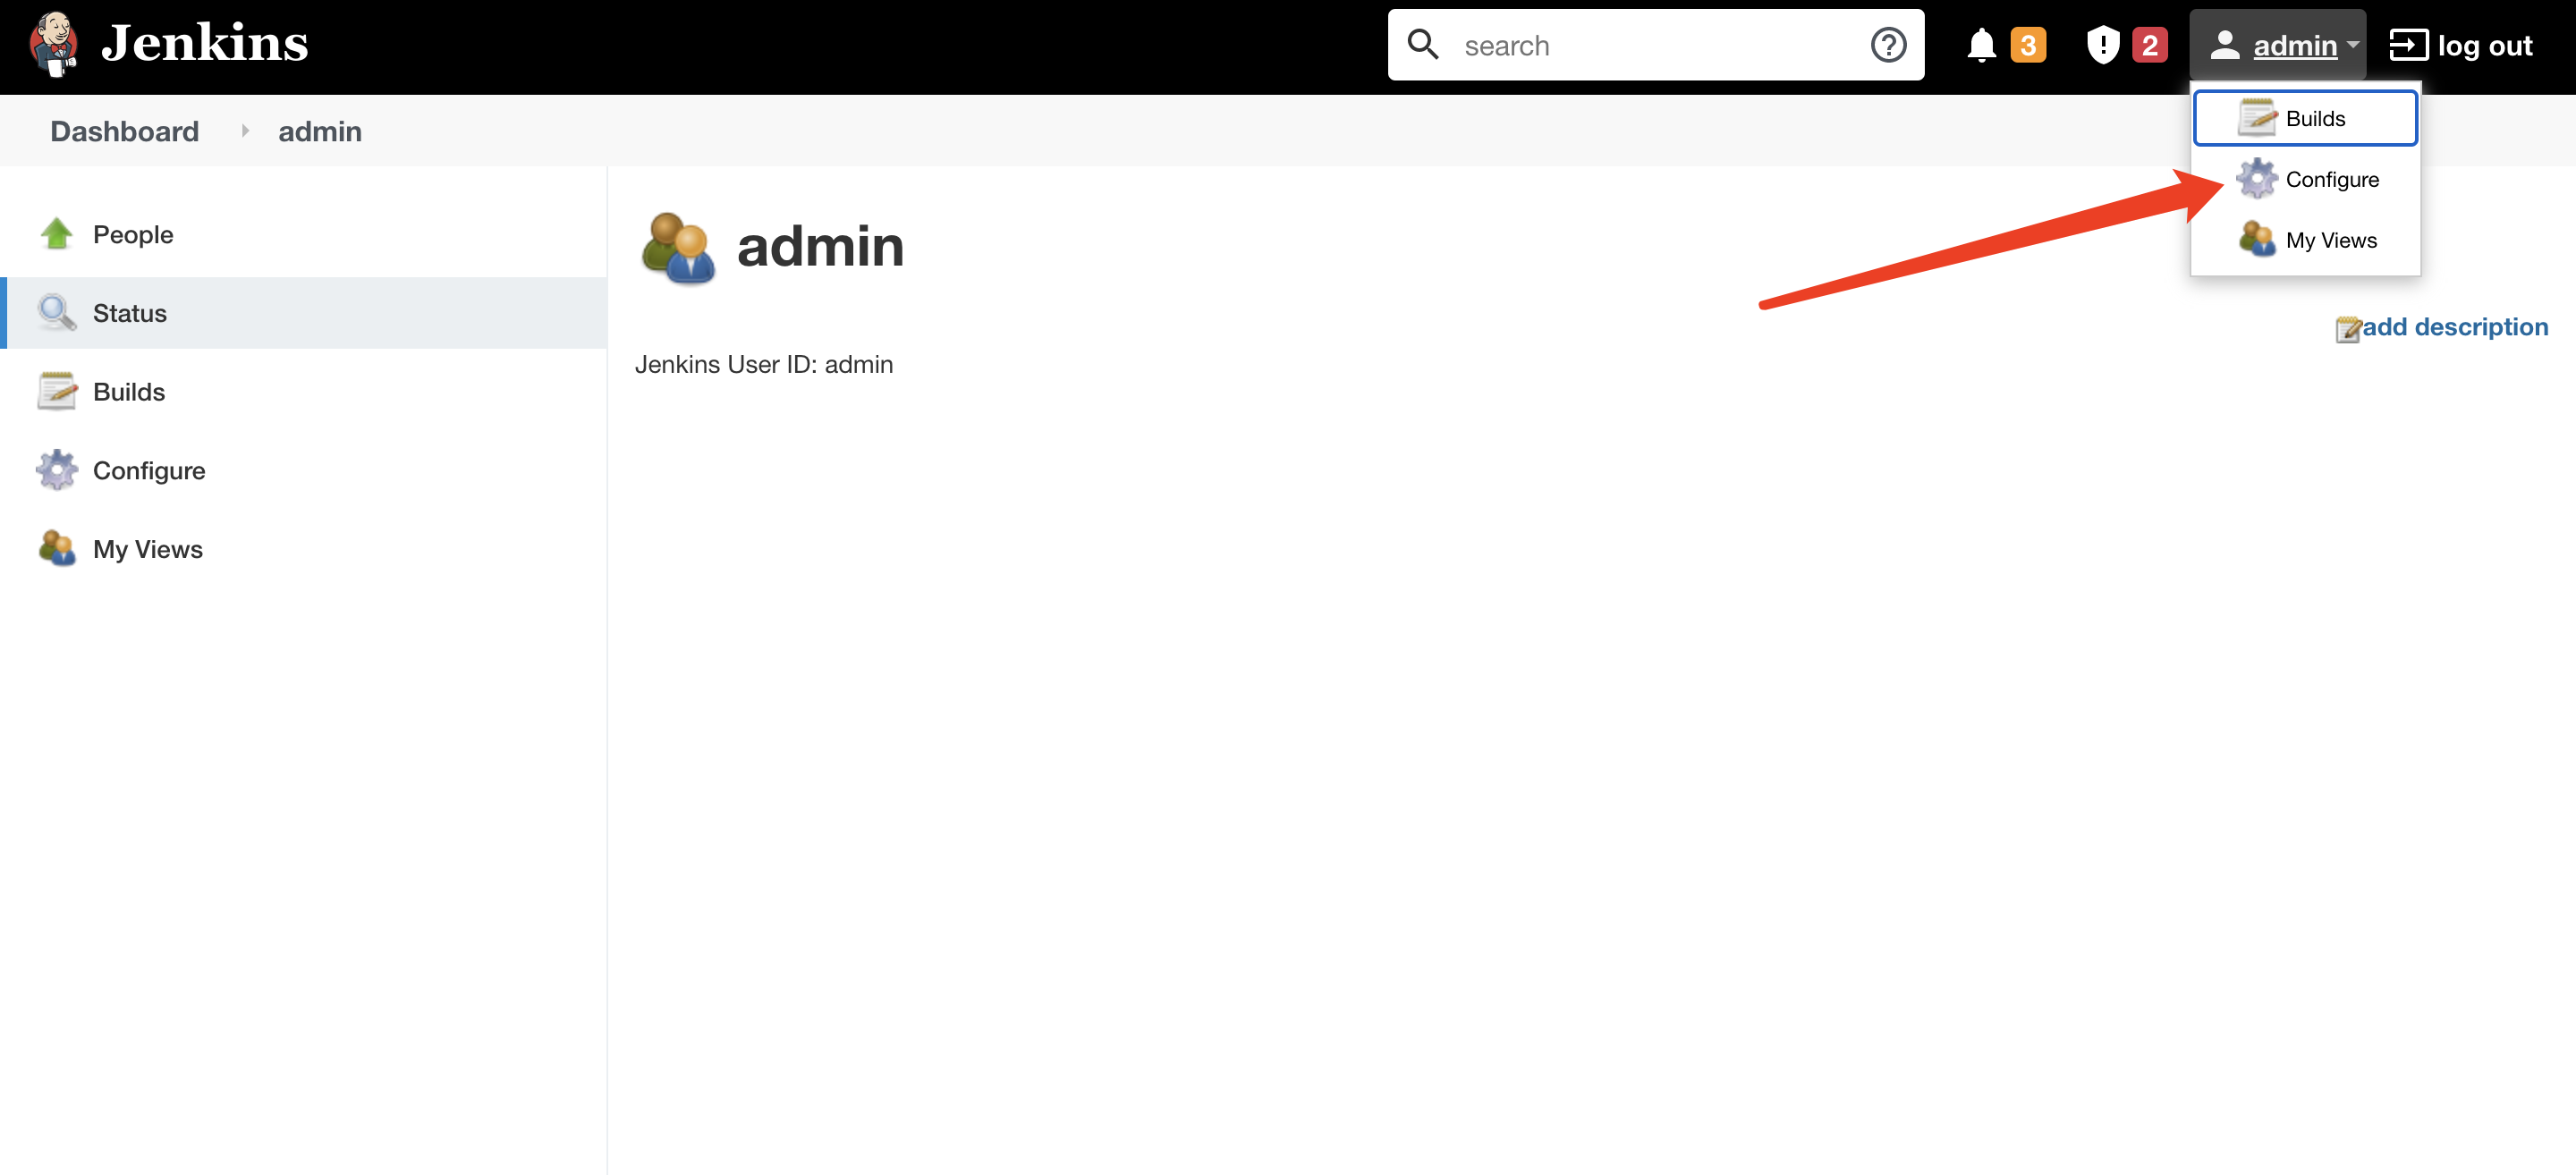 Jenkins
search
3
2
admin
log out
Builds
Configure
My Views
Dashboard
admin
People
Status
Builds
Configure
My Views
admin
add description
Jenkins User ID: admin